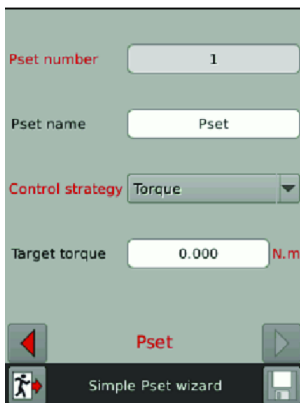 Pset number 1
Pset name Pset
Control strategy Torque
Target torque 0.000 N.m
Pset
Simple Pset wizard